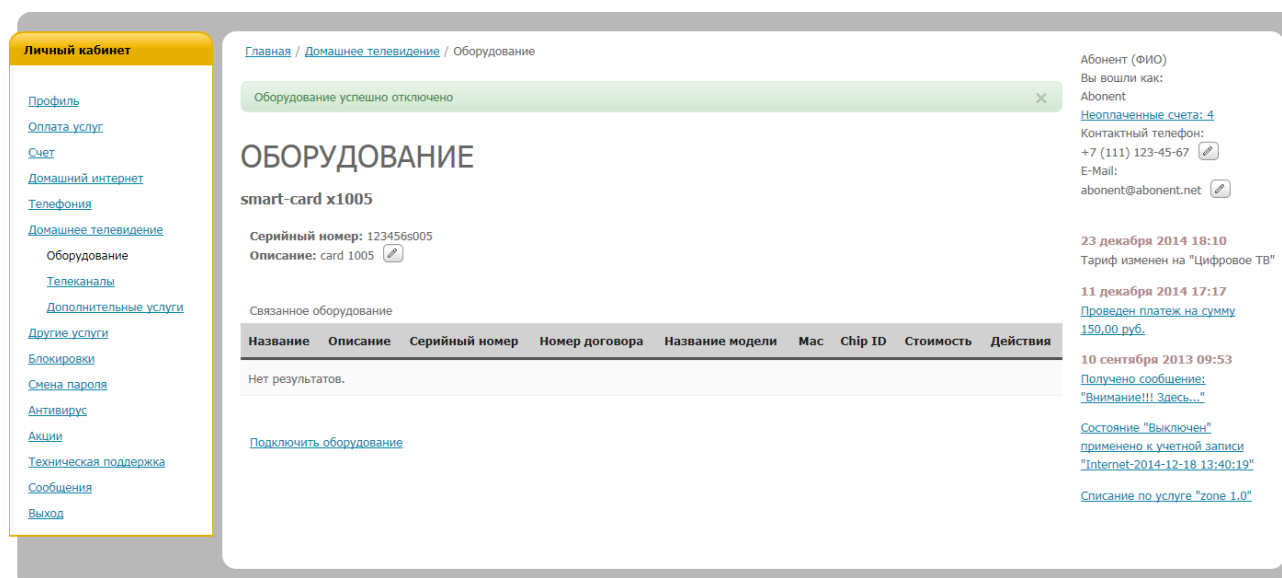 Личный кабинет
Профиль
Оплата услуг
Счет
Домашний интернет
Телефония
Домашнее телевидение
Оборудование
Телеканалы
Дополнительные услуги
Другие услуги
Блокировки
Смена пароля
Антивирус
Акции
Техническая поддержка
Сообщения
Выход
Главная / Домашнее телевидение / Оборудование
Оборудование успешно отключено ×
ОБОРУДОВАНИЕ
smart-card x1005
Серийный номер: 123456s005
Описание: card 1005
Связанное оборудование
Название Описание Серийный номер Номер договора Название модели Mac Chip ID Стоимость Действия
Нет результатов.
Подключить оборудование
Абонент (ФИО)
Вы вошли как:
Abonent
Неоплаченные счета: 4
Контактный телефон:
+7 (111) 123-45-67
E-Mail:
abonent@abonent.net
23 декабря 2014 18:10
Тариф изменен на "Цифровое ТВ"
11 декабря 2014 17:17
Проведен платеж на сумму
150,00 руб.
10 сентября 2013 09:53
Получено сообщение:
"Внимание!!! Здесь..."
Состояние "Выключен"
применено к учетной записи
"Internet-2014-12-18 13:40:19"
Списание по услуге "zone 1.0"